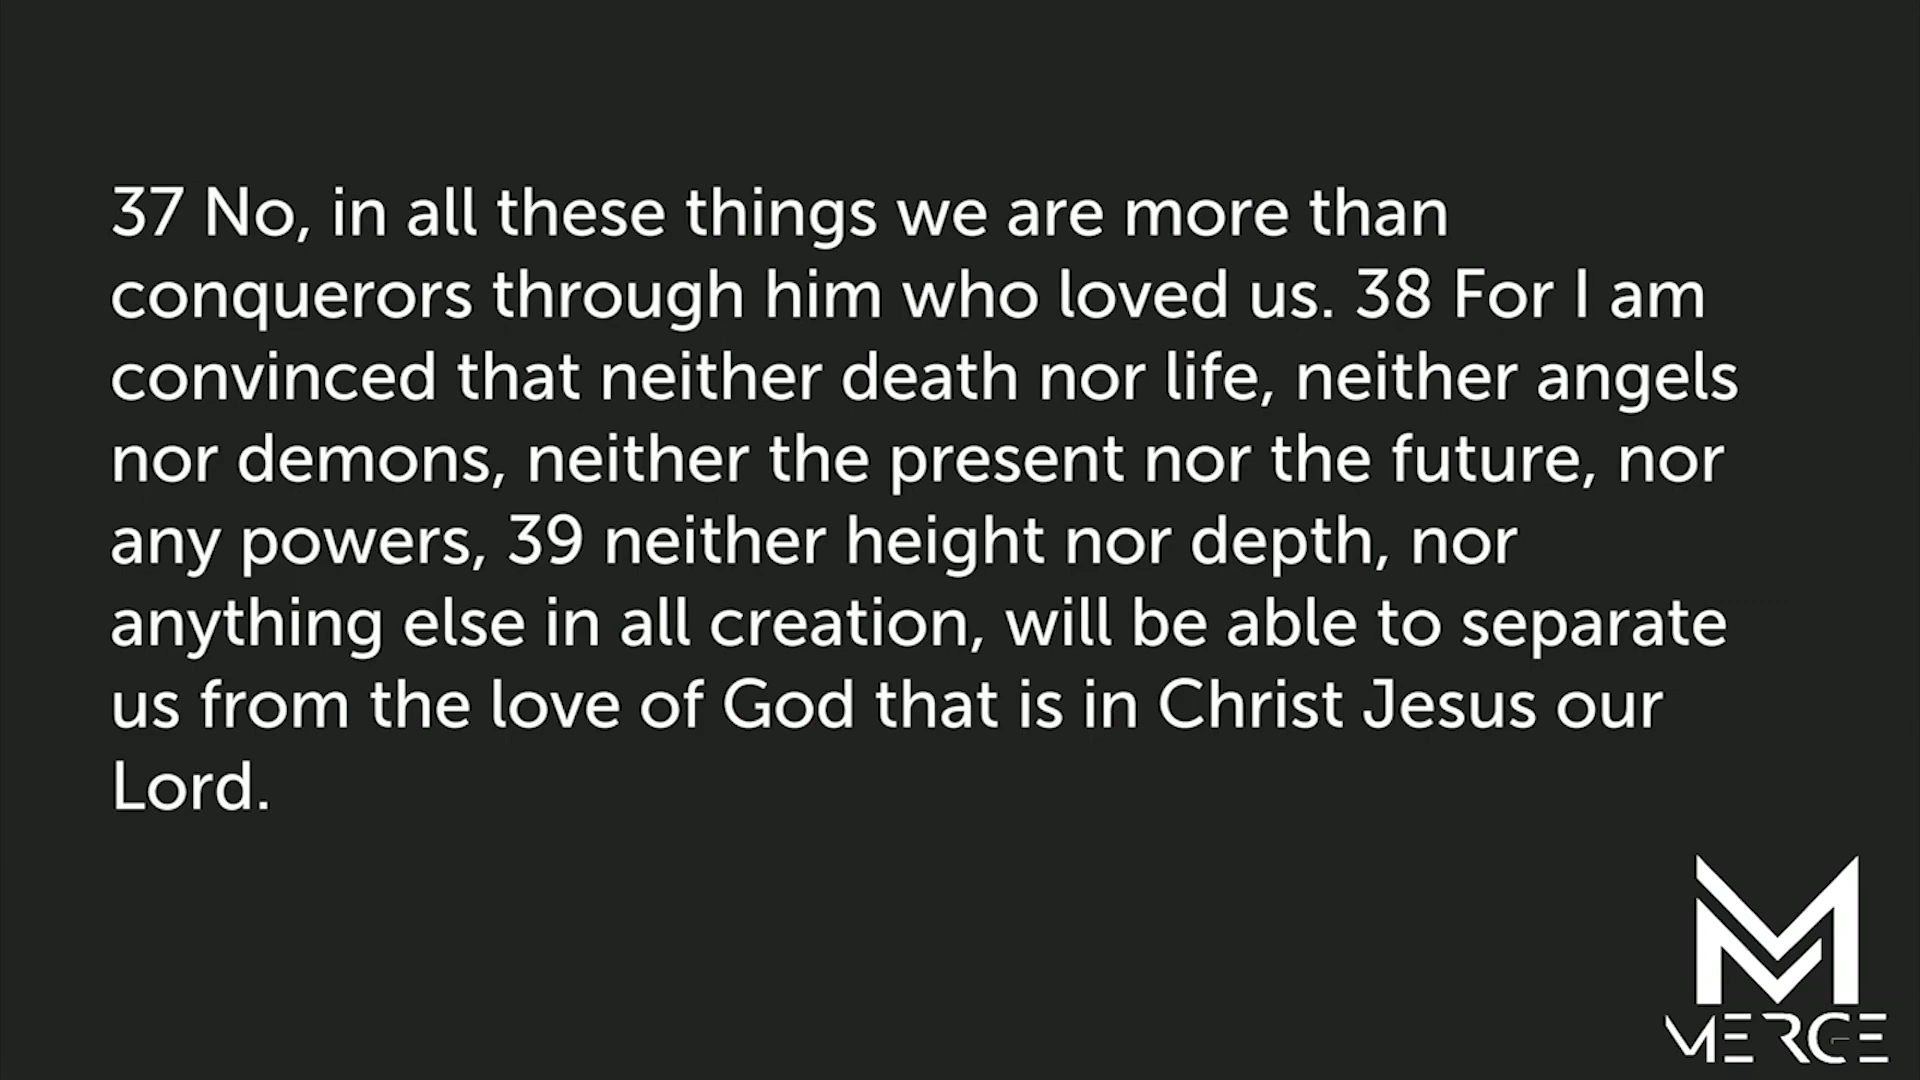 37 No, in all these things we are more than
conquerors through him who loved us. 38 For I am
convinced that neither death nor life, neither angels
nor demons, neither the present nor the future, nor
any powers, 39 neither height nor depth, nor
anything else in all creation, will be able to separate
us from the love of God that is in Christ Jesus our
Lord.
MERGE